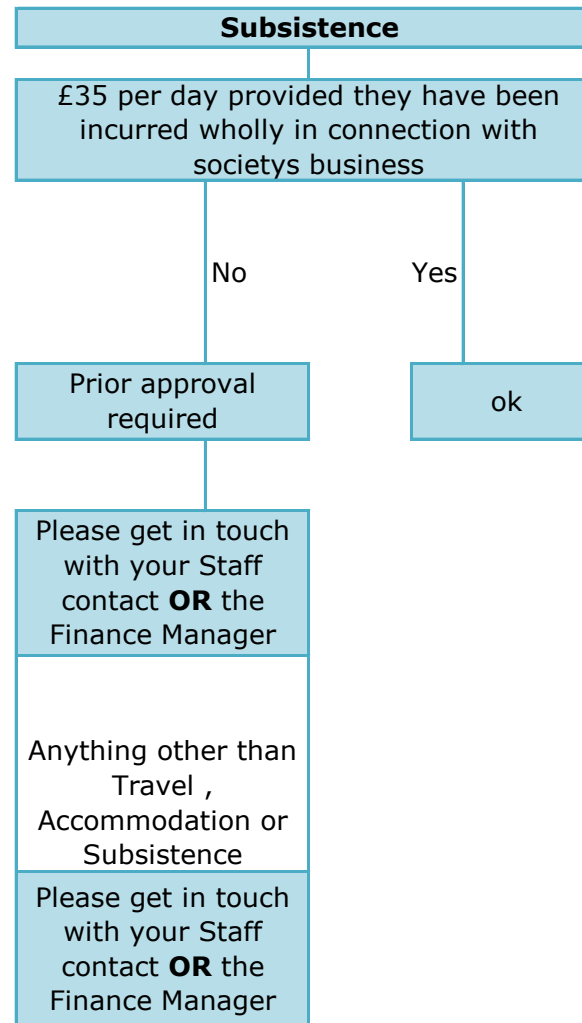 Subsistence
£35 per day provided they have been
incurred wholly in connection with
societys business
No
Yes
Prior approval
required
ok
Please get in touch
with your Staff
contact OR the
Finance Manager
Anything other than
Travel ,
Accommodation or
Subsistence
Please get in touch
with your Staff
contact OR the
Finance Manager